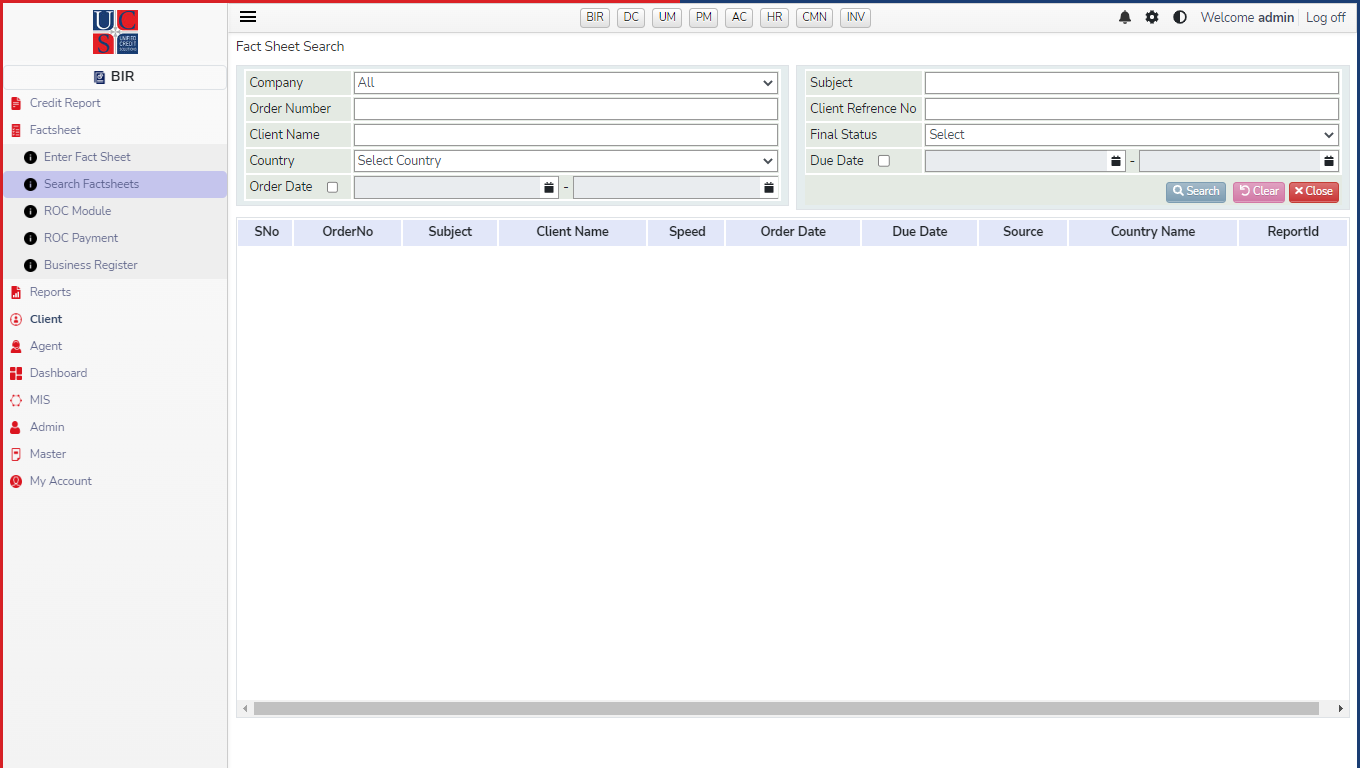 UCS UNIFIED CREDIT SOLUTIONS
BIR DC UM PM AC HR CMN INV
Welcome admin Log off
BIR
Credit Report
Factsheet
Enter Fact Sheet
Search Factsheets
ROC Module
ROC Payment
Business Register
Reports
Client
Agent
Dashboard
MIS
Admin
Master
My Account
Fact Sheet Search
Company All
Order Number
Client Name
Country Select Country
Order Date -
Subject
Client Refrence No
Final Status Select
Due Date -
Search Clear Close
SNo OrderNo Subject Client Name Speed Order Date Due Date Source Country Name ReportId